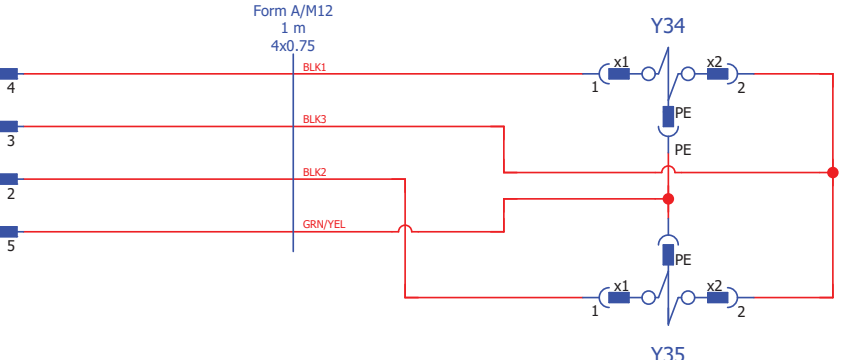 Form A/M12
1 m
4x0.75
Y34
BLK1
x1
x2
4
1
2
BLK3
PE
3
PE
BLK2
2
GRN/YEL
5
PE
x1
x2
1
2
Y35